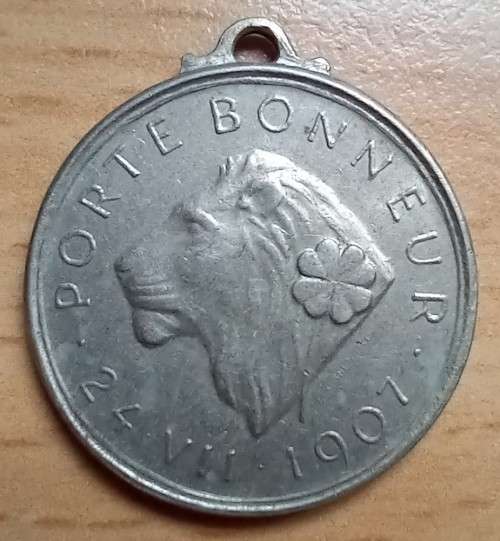 · PORTE BONNEUR ·
24 · VII · 1907